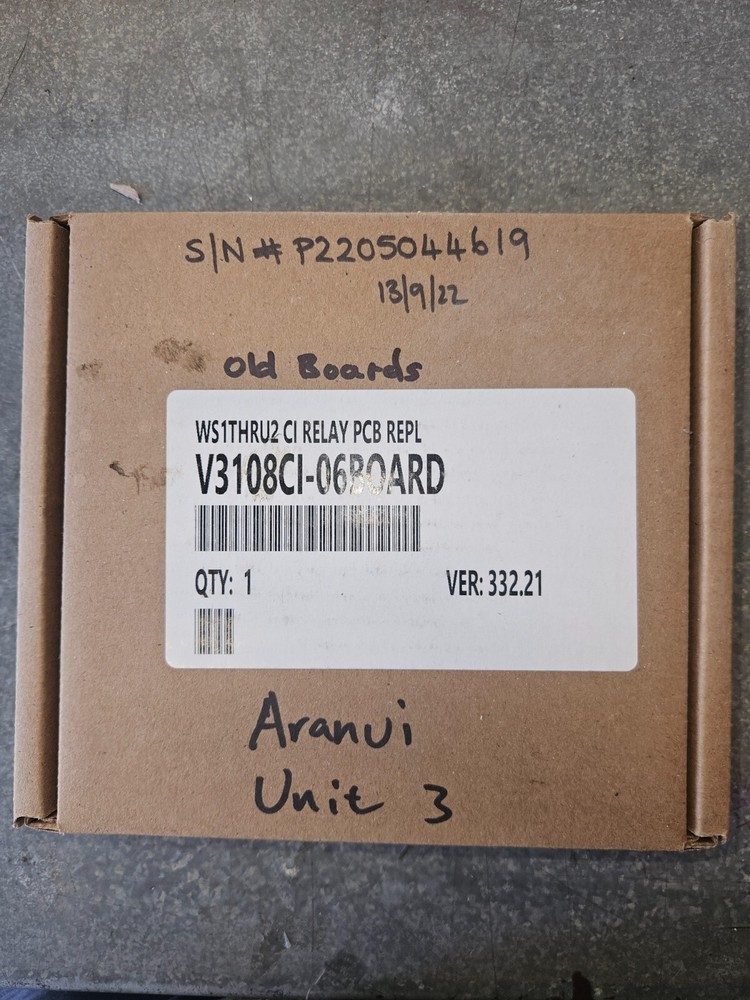 S/N # P2205044619
13/9/22
Old Boards
WS1THRU2 CI RELAY PCB REPL
V3108CI-06BOARD
QTY: 1 VER: 332.21
Aranui
Unit 3